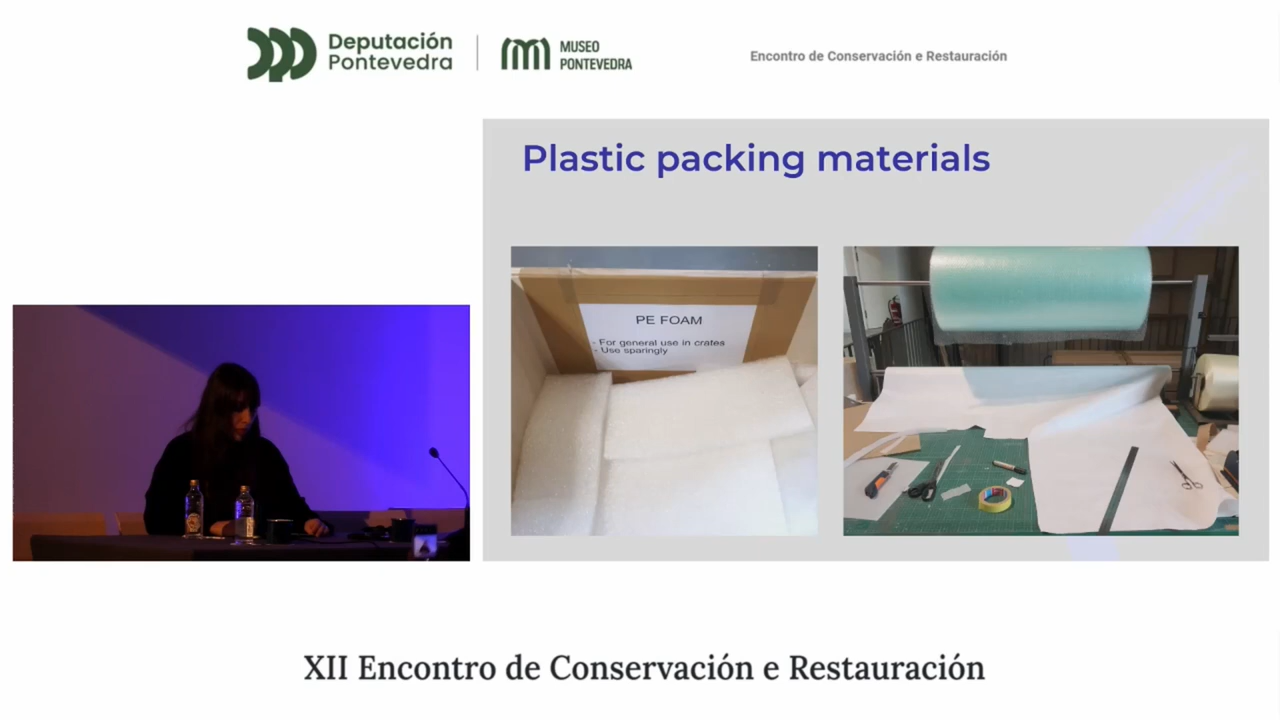 Deputación
Pontevedra
MUSEO
PONTEVEDRA
Encontro de Conservación e Restauración
Plastic packing materials
PE FOAM
- For general use in crates
- Use sparingly
XII Encontro de Conservación e Restauración